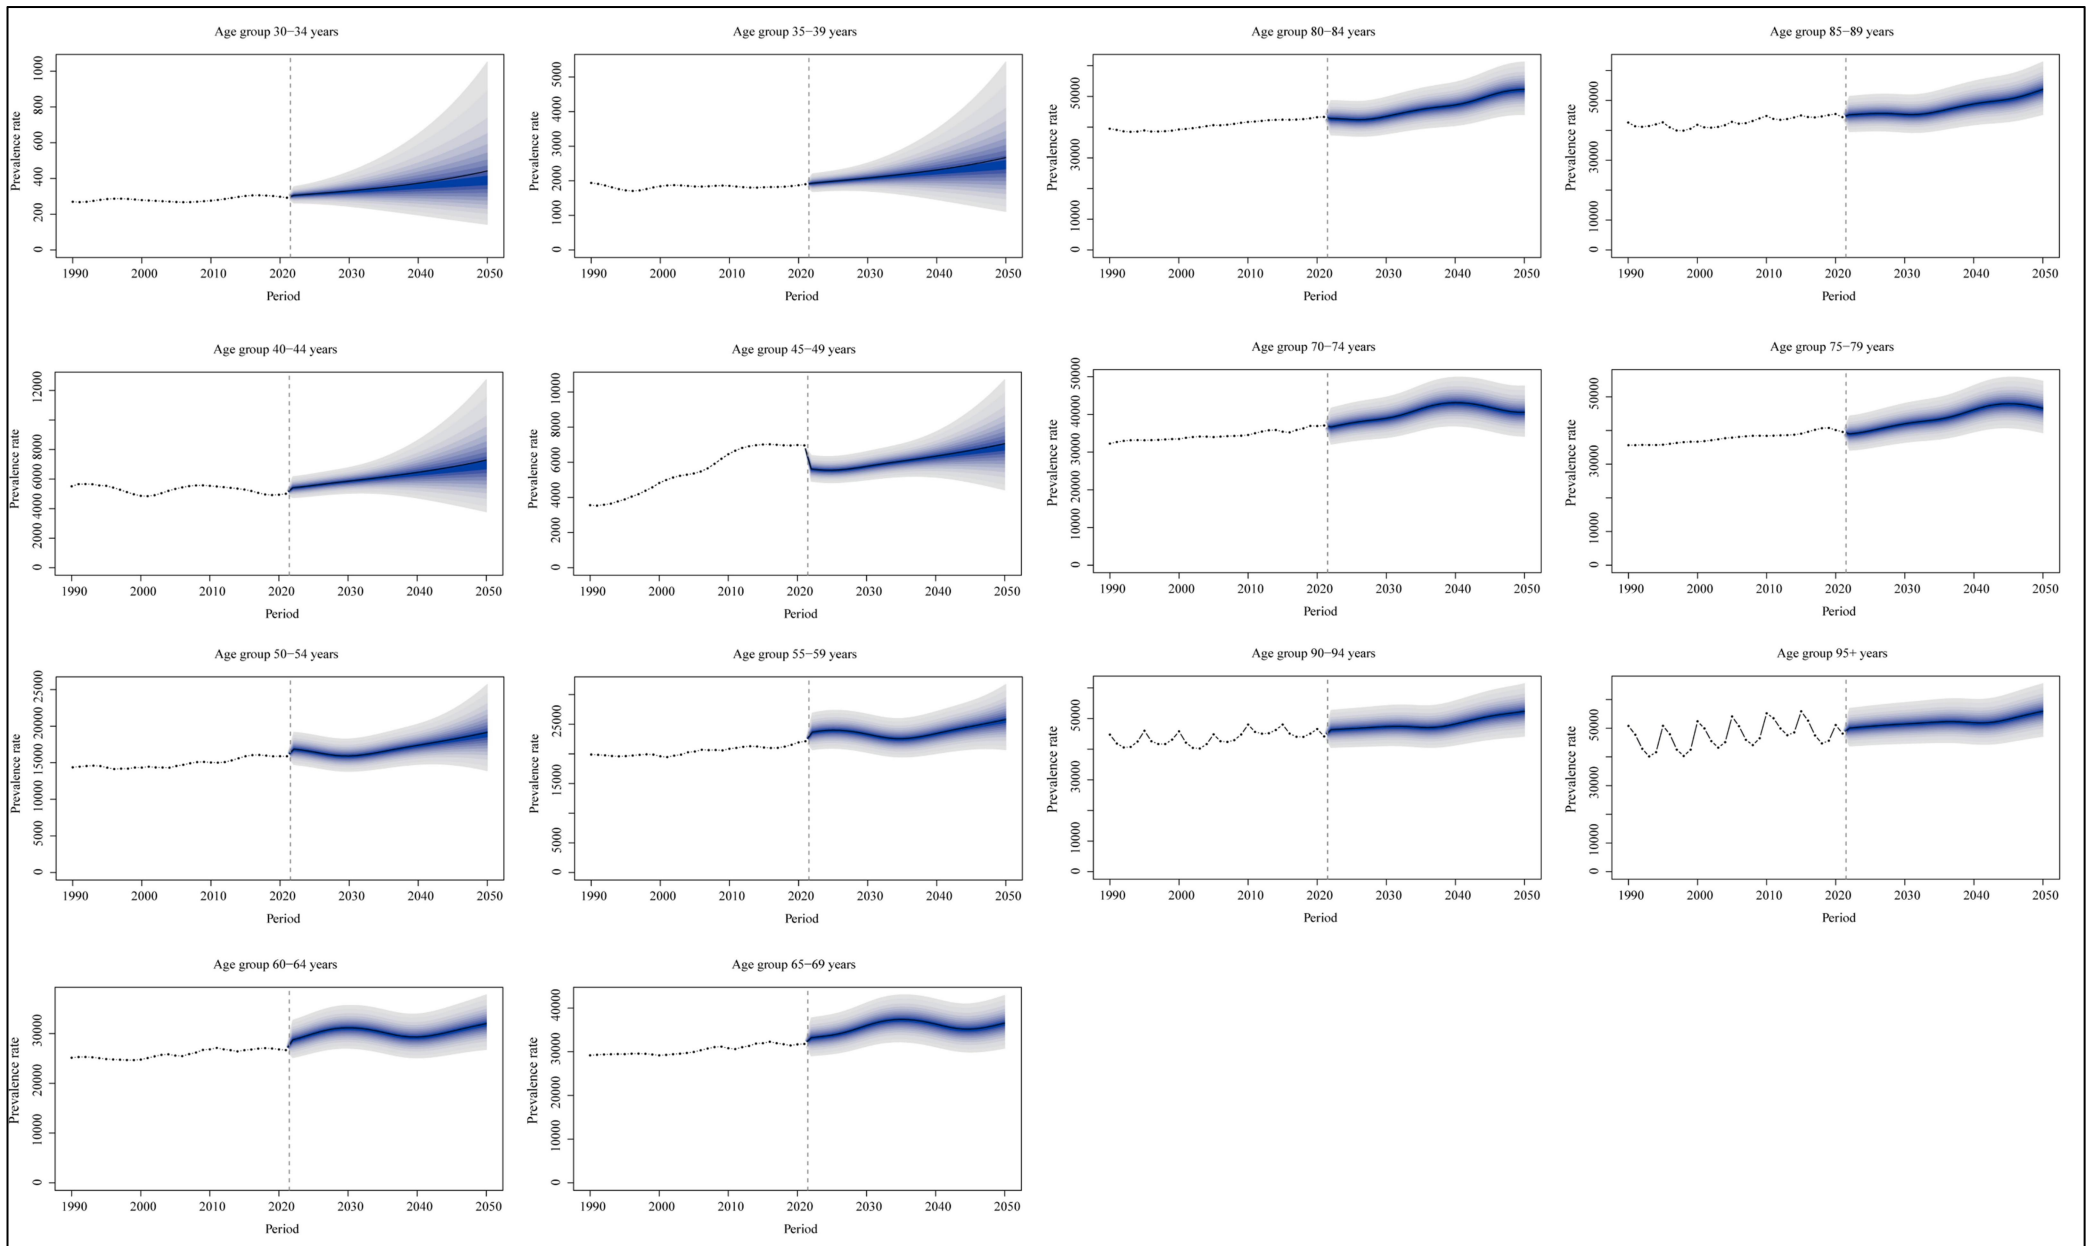 Age group 30−34 years
Prevalence rate
0 200 400 600 800 1000
1990 2000 2010 2020 2030 2040 2050
Period
Age group 35−39 years
Prevalence rate
0 1000 2000 3000 4000 5000
1990 2000 2010 2020 2030 2040 2050
Period
Age group 80−84 years
Prevalence rate
0 10000 30000 50000
1990 2000 2010 2020 2030 2040 2050
Period
Age group 85−89 years
Prevalence rate
0 10000 30000 50000
1990 2000 2010 2020 2030 2040 2050
Period
Age group 40−44 years
Prevalence rate
0 2000 4000 6000 8000 12000
1990 2000 2010 2020 2030 2040 2050
Period
Age group 45−49 years
Prevalence rate
0 2000 4000 6000 8000 10000
1990 2000 2010 2020 2030 2040 2050
Period
Age group 70−74 years
Prevalence rate
0 10000 20000 30000 40000 50000
1990 2000 2010 2020 2030 2040 2050
Period
Age group 75−79 years
Prevalence rate
0 10000 30000 50000
1990 2000 2010 2020 2030 2040 2050
Period
Age group 50−54 years
Prevalence rate
0 5000 10000 15000 20000 25000
1990 2000 2010 2020 2030 2040 2050
Period
Age group 55−59 years
Prevalence rate
0 5000 15000 25000
1990 2000 2010 2020 2030 2040 2050
Period
Age group 90−94 years
Prevalence rate
0 10000 30000 50000
1990 2000 2010 2020 2030 2040 2050
Period
Age group 95+ years
Prevalence rate
0 10000 30000 50000
1990 2000 2010 2020 2030 2040 2050
Period
Age group 60−64 years
Prevalence rate
0 10000 20000 30000
1990 2000 2010 2020 2030 2040 2050
Period
Age group 65−69 years
Prevalence rate
0 10000 20000 30000 40000
1990 2000 2010 2020 2030 2040 2050
Period